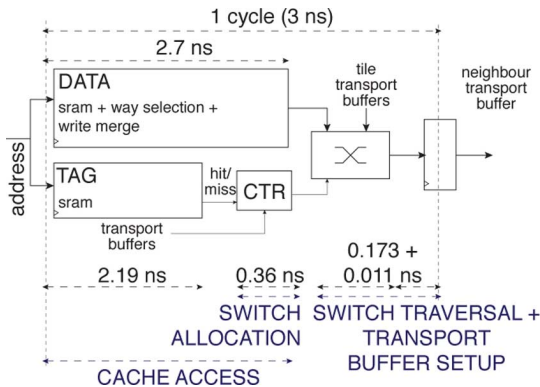 1 cycle (3 ns)
2.7 ns
DATA
sram + way selection +
write merge
tile
transport
buffers
neighbour
transport
buffer
address
TAG
sram
hit/
miss
CTR
transport
buffers
2.19 ns
0.36 ns
0.173 +
0.011 ns
SWITCH
ALLOCATION
SWITCH TRAVERSAL +
TRANSPORT
BUFFER SETUP
CACHE ACCESS